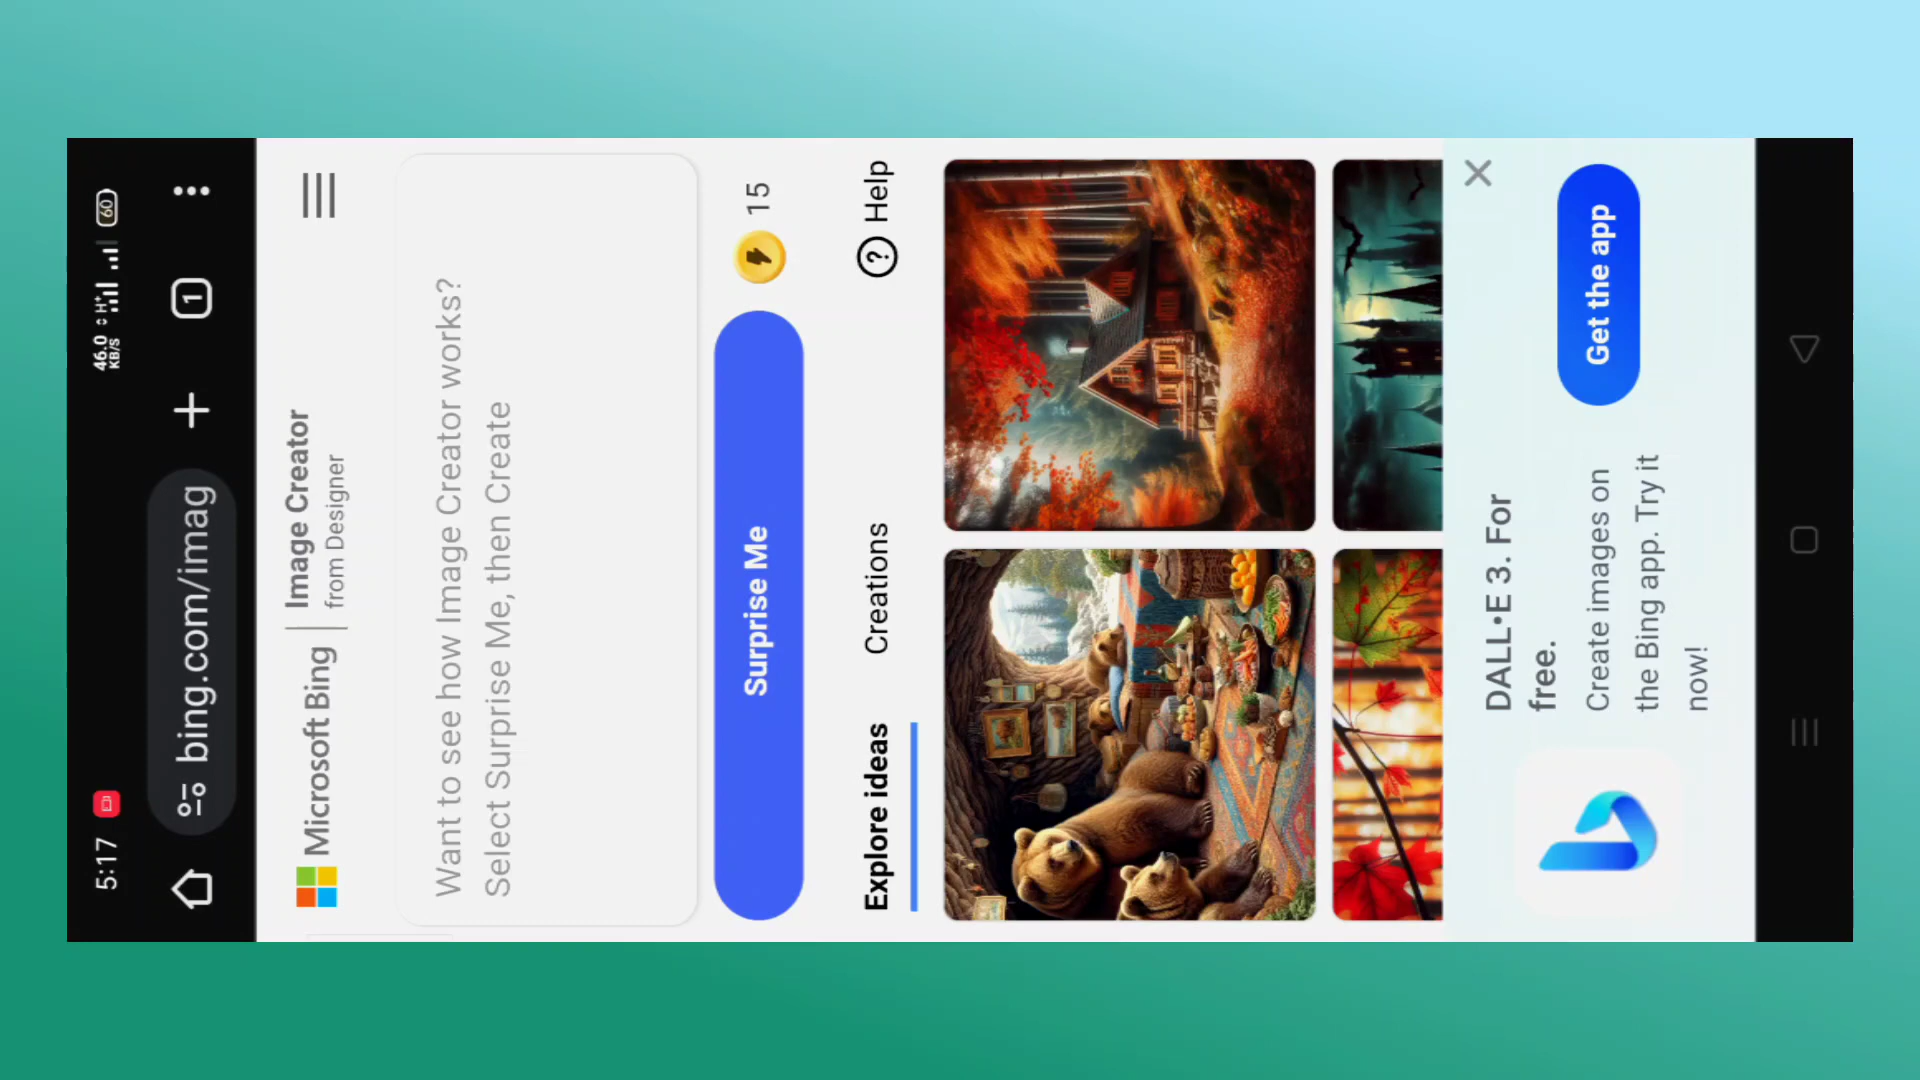 5:17
46.0
KB/S
H+
60
bing.com/imag
1
Microsoft Bing
Image Creator
from Designer
Want to see how Image Creator works?
Select Surprise Me, then Create
Surprise Me
15
Explore ideas
Creations
? Help
DALL•E 3. For
free.
Create images on
the Bing app. Try it
now!
Get the app